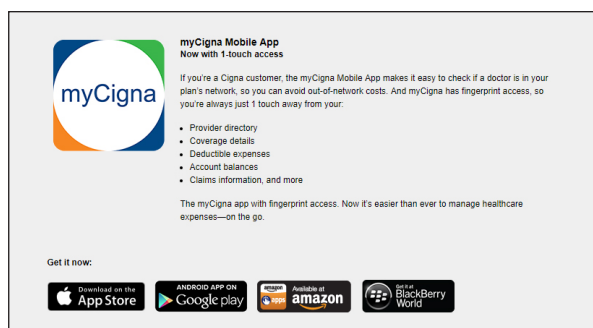 myCigna
myCigna Mobile App
Now with 1-touch access
If you're a Cigna customer, the myCigna Mobile App makes it easy to check if a doctor is in your
plan's network, so you can avoid out-of-network costs. And myCigna has fingerprint access, so
you're always just 1 touch away from your:
• Provider directory
• Coverage details
• Deductible expenses
• Account balances
• Claims information, and more
The myCigna app with fingerprint access. Now it's easier than ever to manage healthcare
expenses—on the go.
Get it now:
Download on the
App Store
ANDROID APP ON
Google play
amazon
apps
Available at
amazon
Get it at
BlackBerry
World